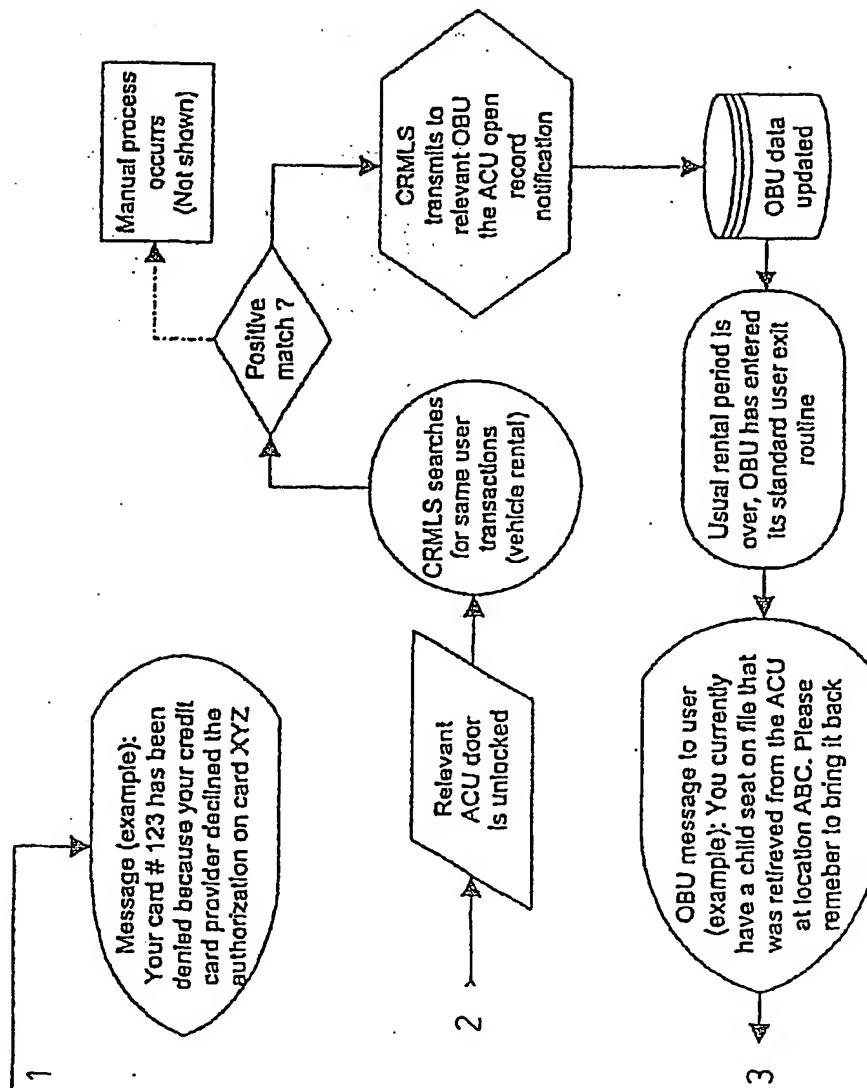 1
Message (example):
Your card # 123 has been
denied because your credit
card provider declined the
authorization on card XYZ
2
Relevant
ACU door
is unlocked
CRMLS searches
for same user
transactions
(vehicle rental)
Positive
match ?
Manual process
occurrs
(Not shown)
CRMLS
transmits to
relevant OBU
the ACU open
record
notification
OBU data
updated
Usual rental period is
over, OBU has entered
its standard user exit
routine
OBU message to user
(example): You currently
have a child seat on file that
was retireved from the ACU
at location ABC. Please
remeber to bring it back
3